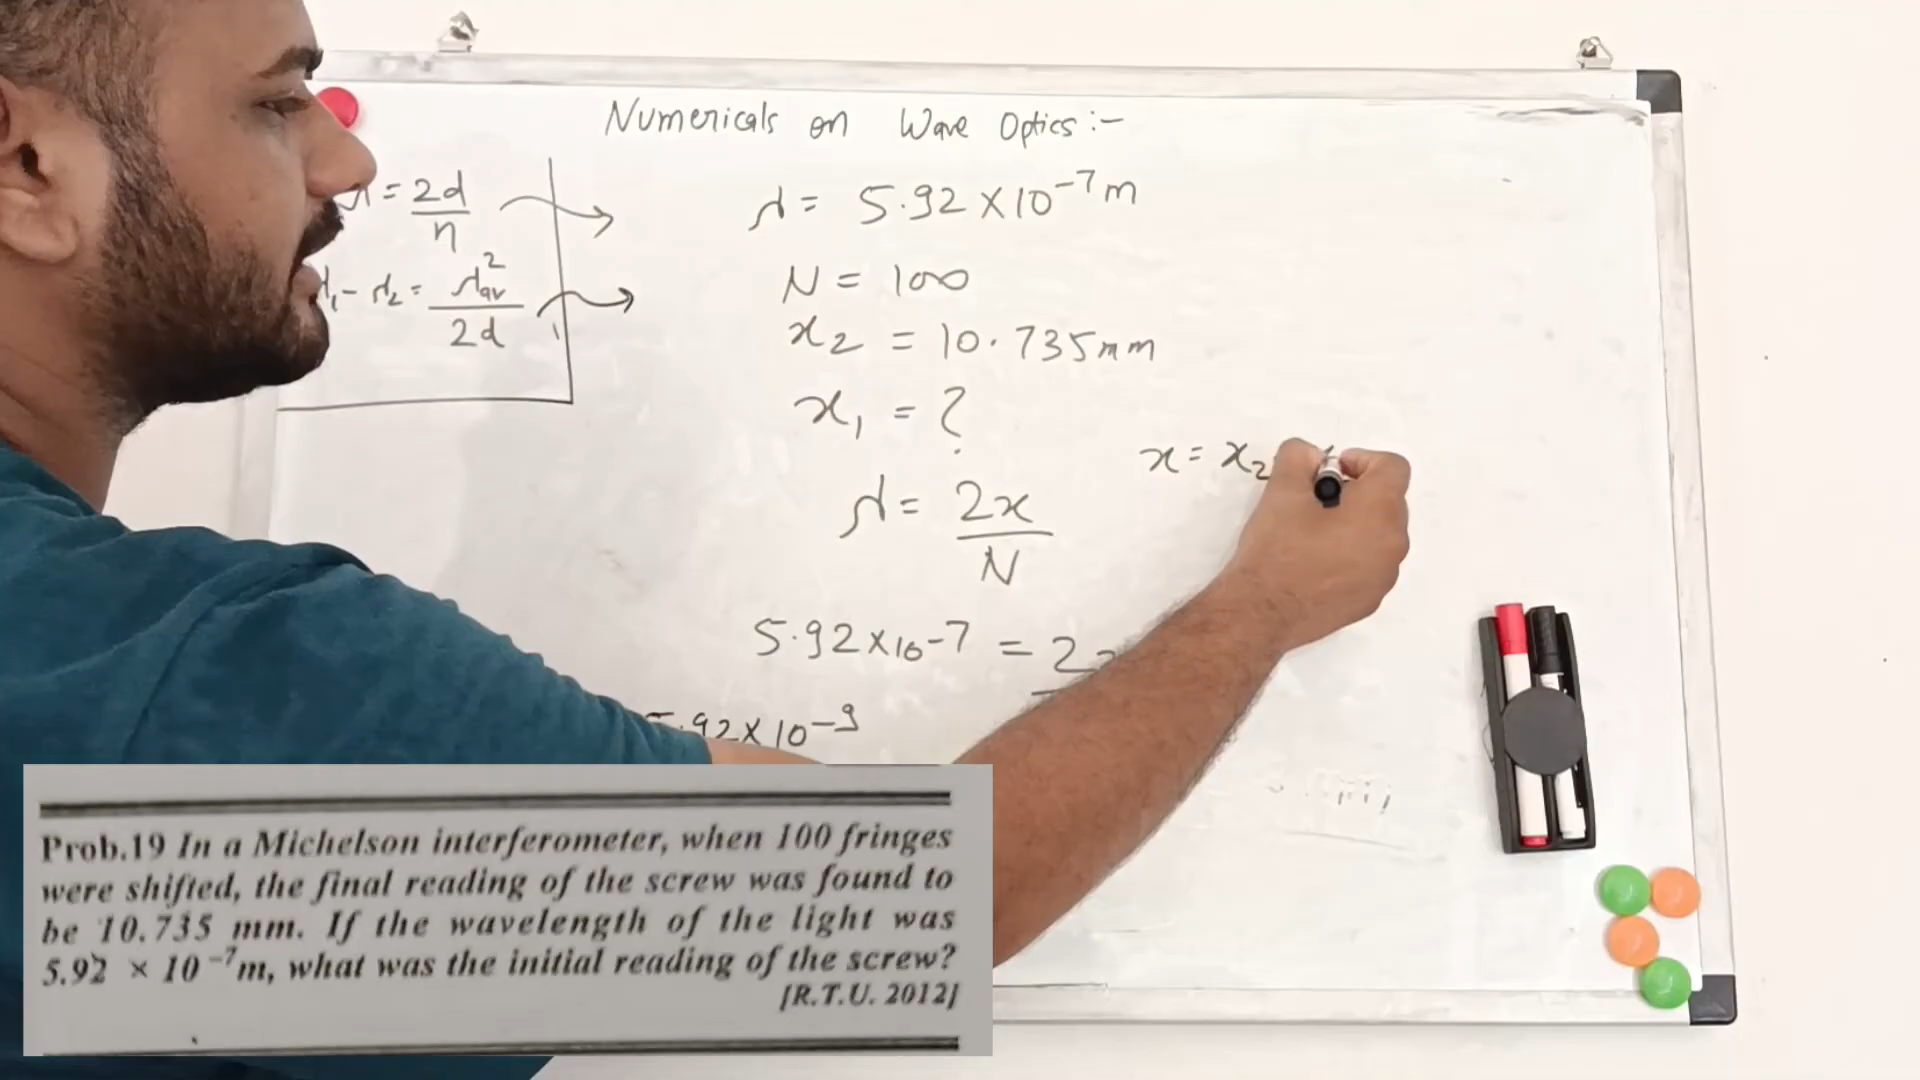 Numericals on Wave Optics :-
λ = 2d/n
λ₁ - λ₂ = λ²av/2d
λ = 5.92 × 10⁻⁷ m
N = 100
x₂ = 10.735 mm
x₁ = ?
λ = 2x/N
x = x₂
5.92 × 10⁻⁷ = 2
5.92 × 10⁻⁹
Prob.19 In a Michelson interferometer, when 100 fringes
were shifted, the final reading of the screw was found to
be 10.735 mm. If the wavelength of the light was
5.92 × 10⁻⁷m, what was the initial reading of the screw?
[R.T.U. 2012]